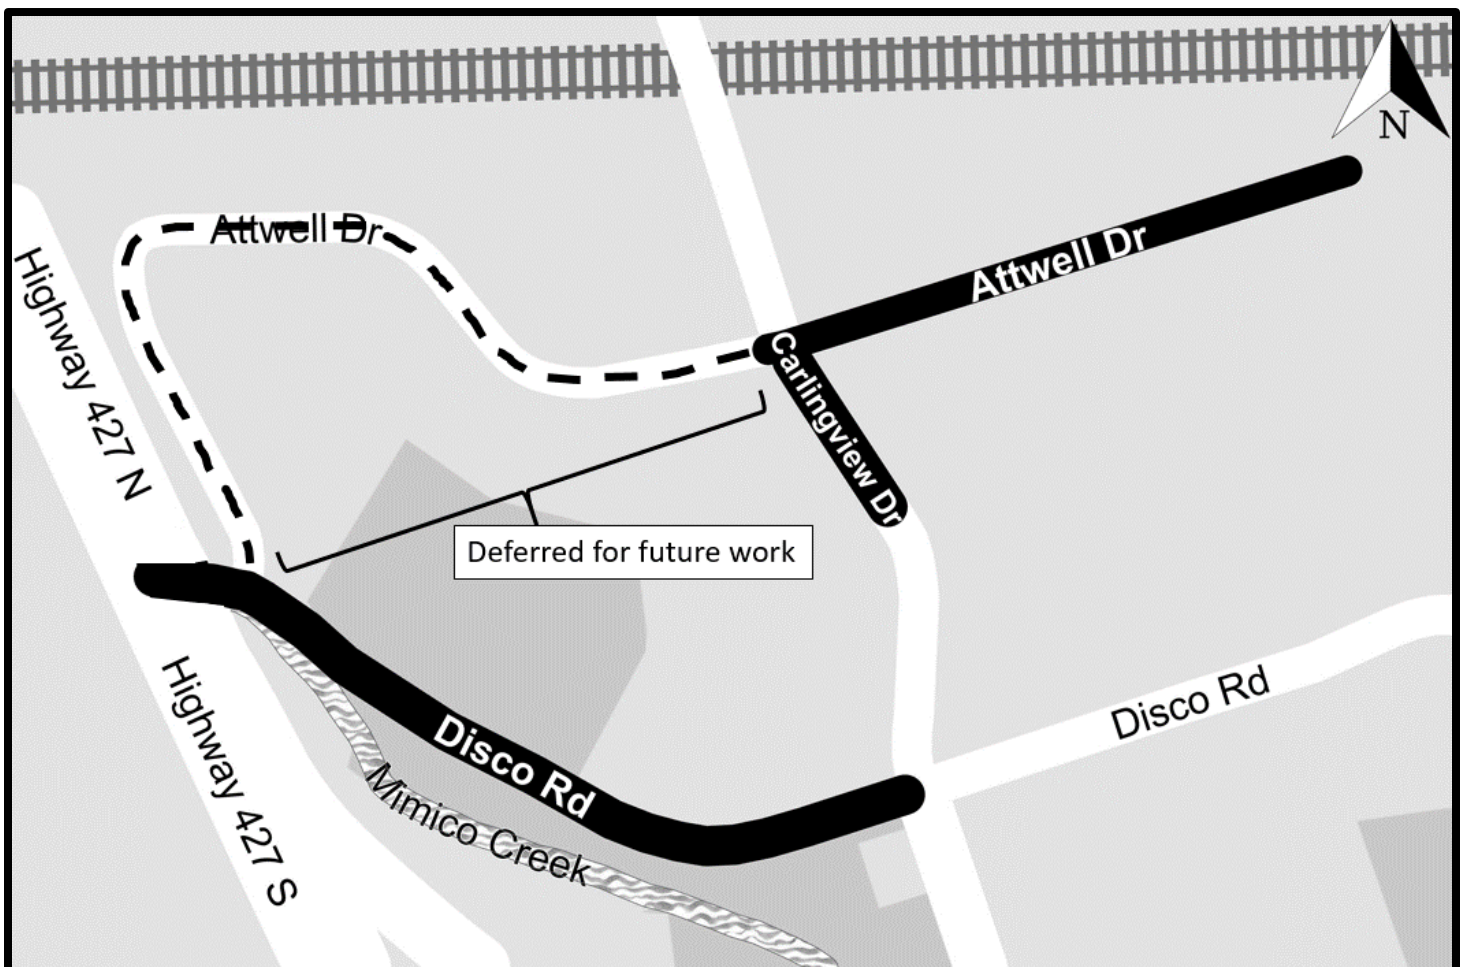 N
Attwell Dr
Attwell Dr
Highway 427 N
Carlingview Dr
Deferred for future work
Highway 427 S
Disco Rd
Disco Rd
Mimico Creek